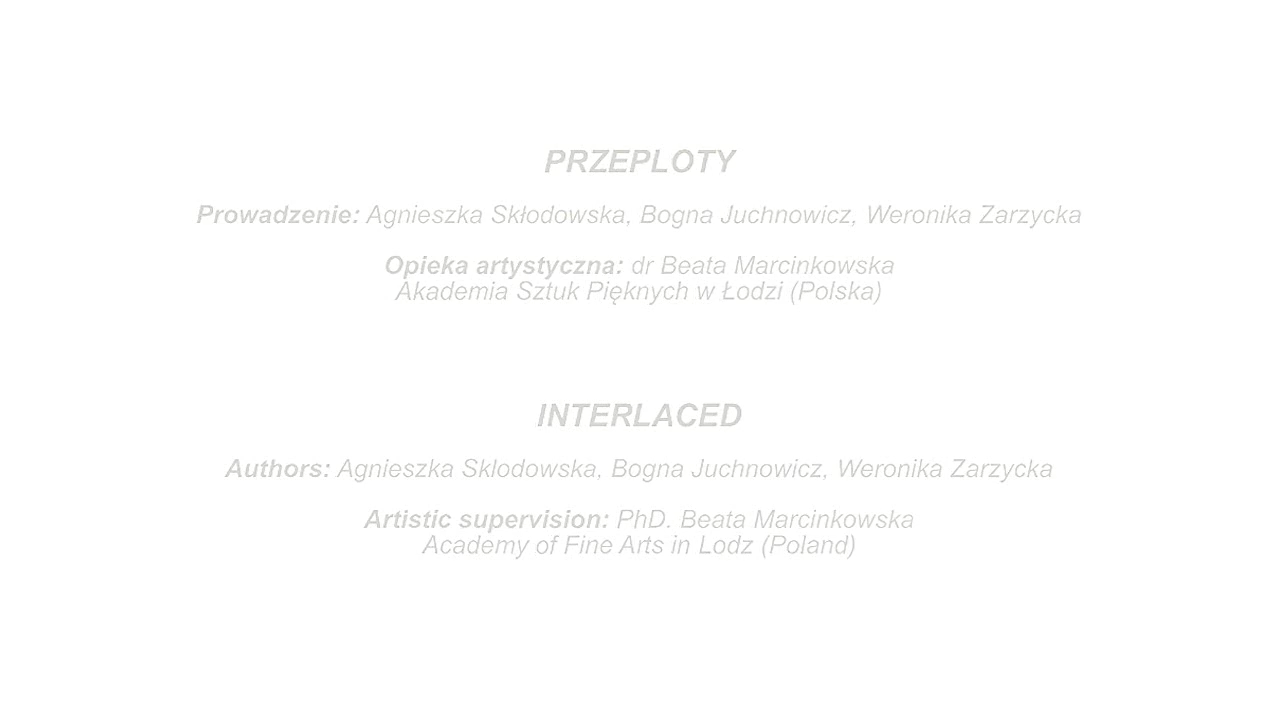 PRZEPLOTY
Prowadzenie: Agnieszka Skłodowska, Bogna Juchnowicz, Weronika Zarzycka
Opieka artystyczna: dr Beata Marcinkowska
Akademia Sztuk Pięknych w Łodzi (Polska)
INTERLACED
Authors: Agnieszka Skłodowska, Bogna Juchnowicz, Weronika Zarzycka
Artistic supervision: PhD. Beata Marcinkowska
Academy of Fine Arts in Lodz (Poland)